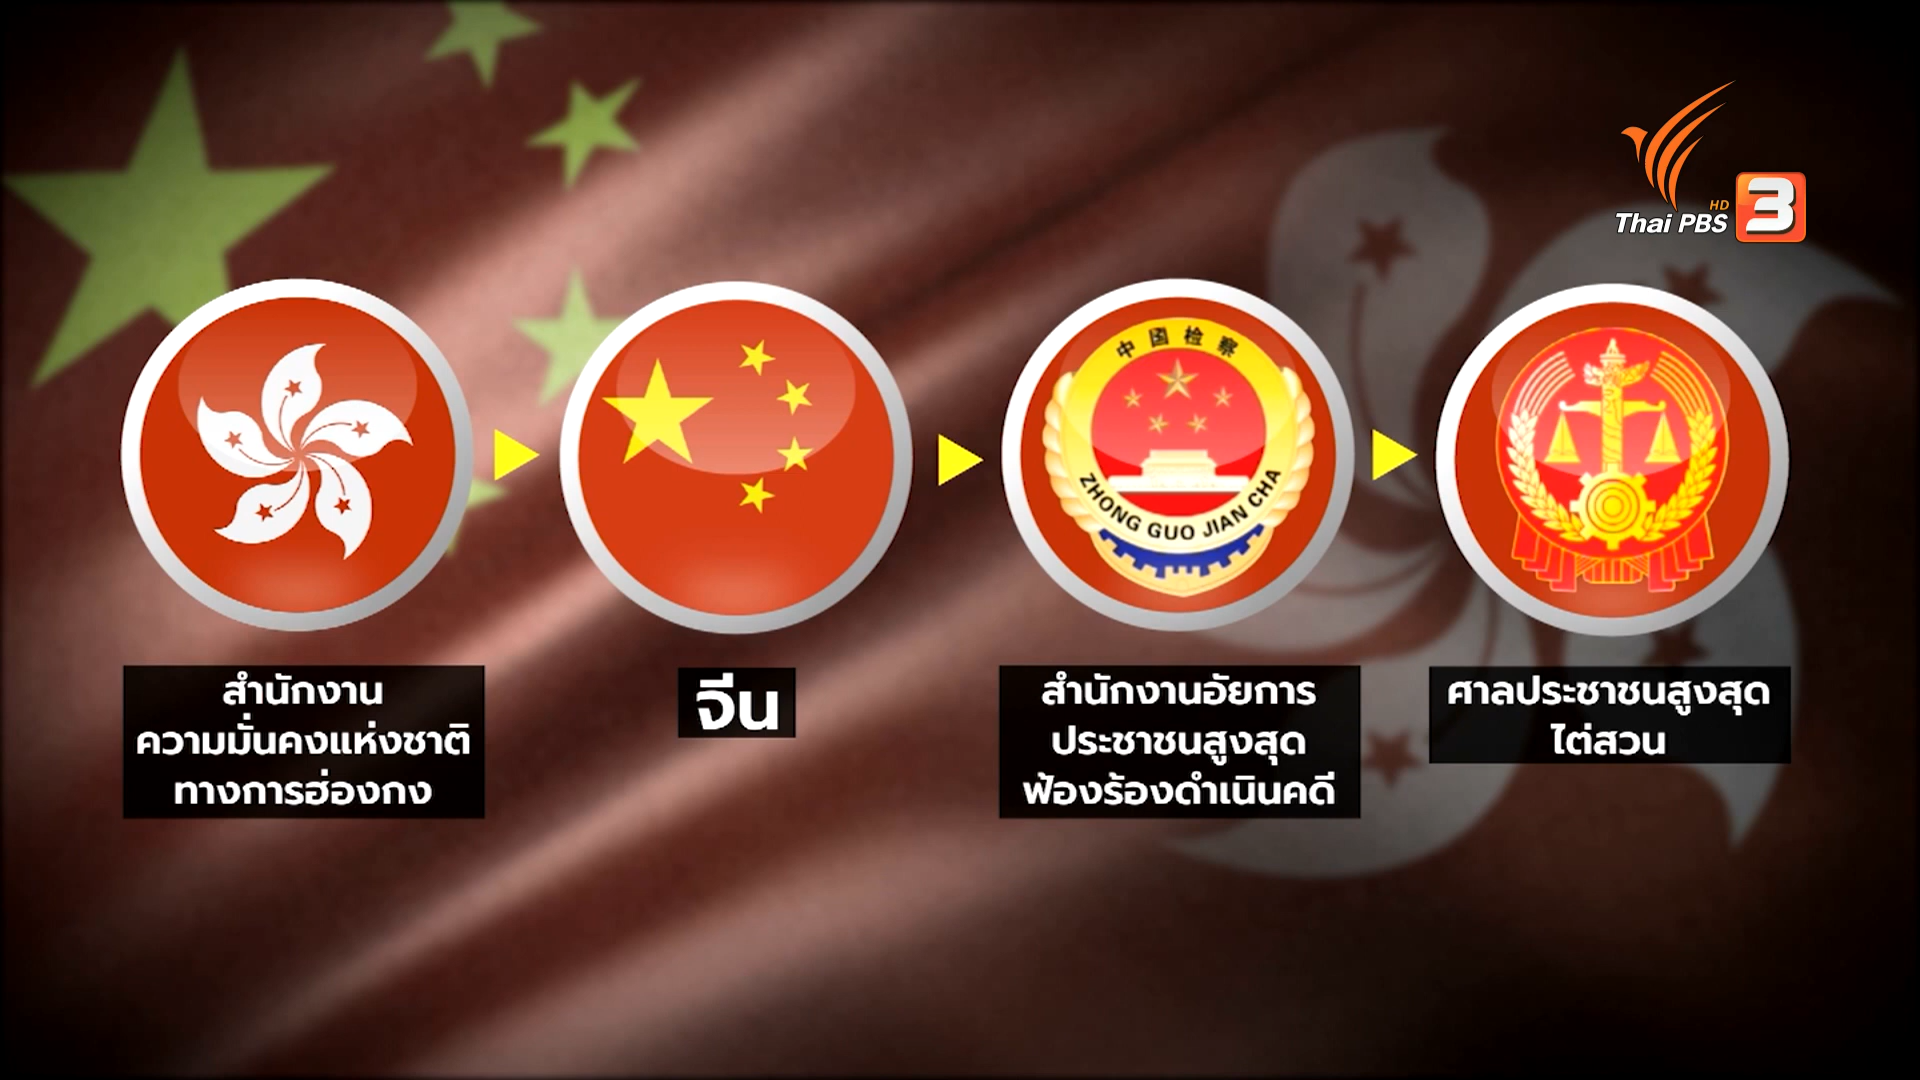 HD
Thai PBS 3
中国检察
ZHONG GUO JIAN CHA
สำนักงาน
ความมั่นคงแห่งชาติ
ทางการฮ่องกง
จีน
สำนักงานอัยการ
ประชาชนสูงสุด
ฟ้องร้องดำเนินคดี
ศาลประชาชนสูงสุด
ไต่สวน